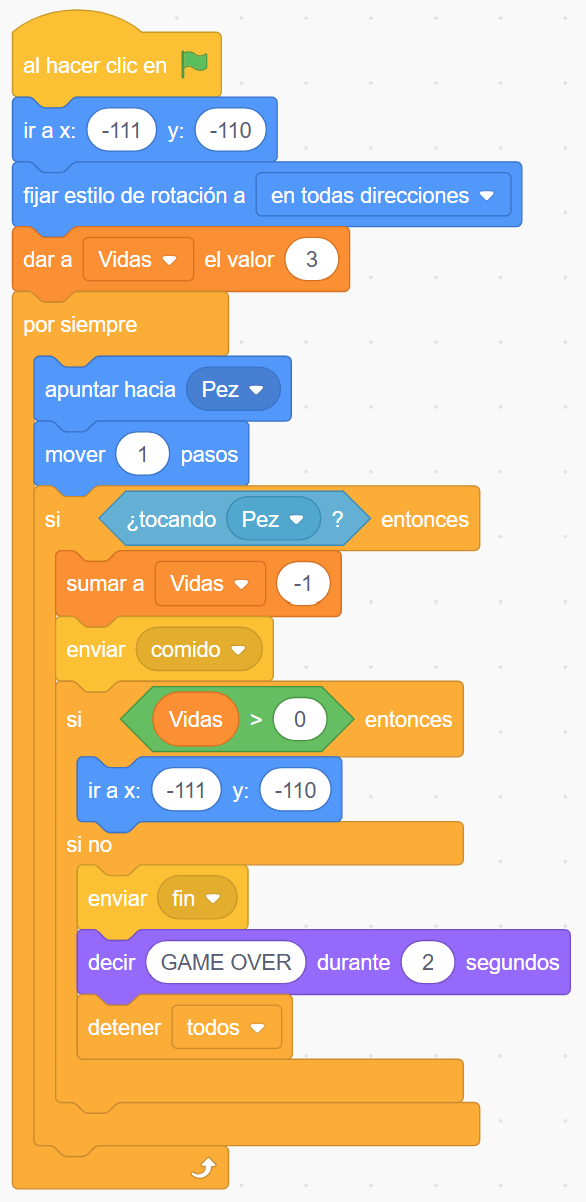 al hacer clic en
ir a x: -111 y: -110
fijar estilo de rotación a en todas direcciones
dar a Vidas el valor 3
por siempre
apuntar hacia Pez
mover 1 pasos
si ¿tocando Pez ? entonces
sumar a Vidas -1
enviar comido
si Vidas > 0 entonces
ir a x: -111 y: -110
si no
enviar fin
decir GAME OVER durante 2 segundos
detener todos